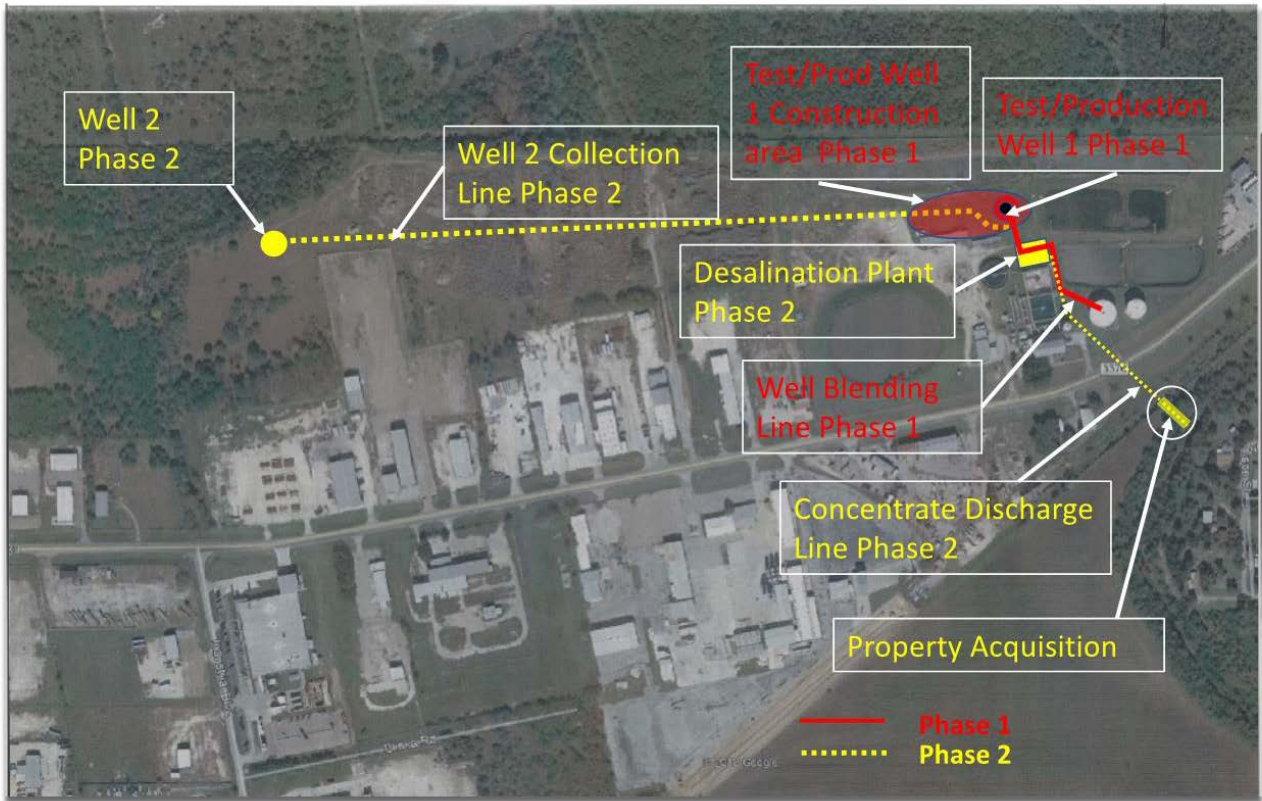 Well 2
Phase 2
Well 2 Collection
Line Phase 2
Test/Prod Well
1 Construction
area Phase 1
Test/Production
Well 1 Phase 1
Desalination Plant
Phase 2
Well Blending
Line Phase 1
Concentrate Discharge
Line Phase 2
Property Acquisition
Phase 1
Phase 2
Google